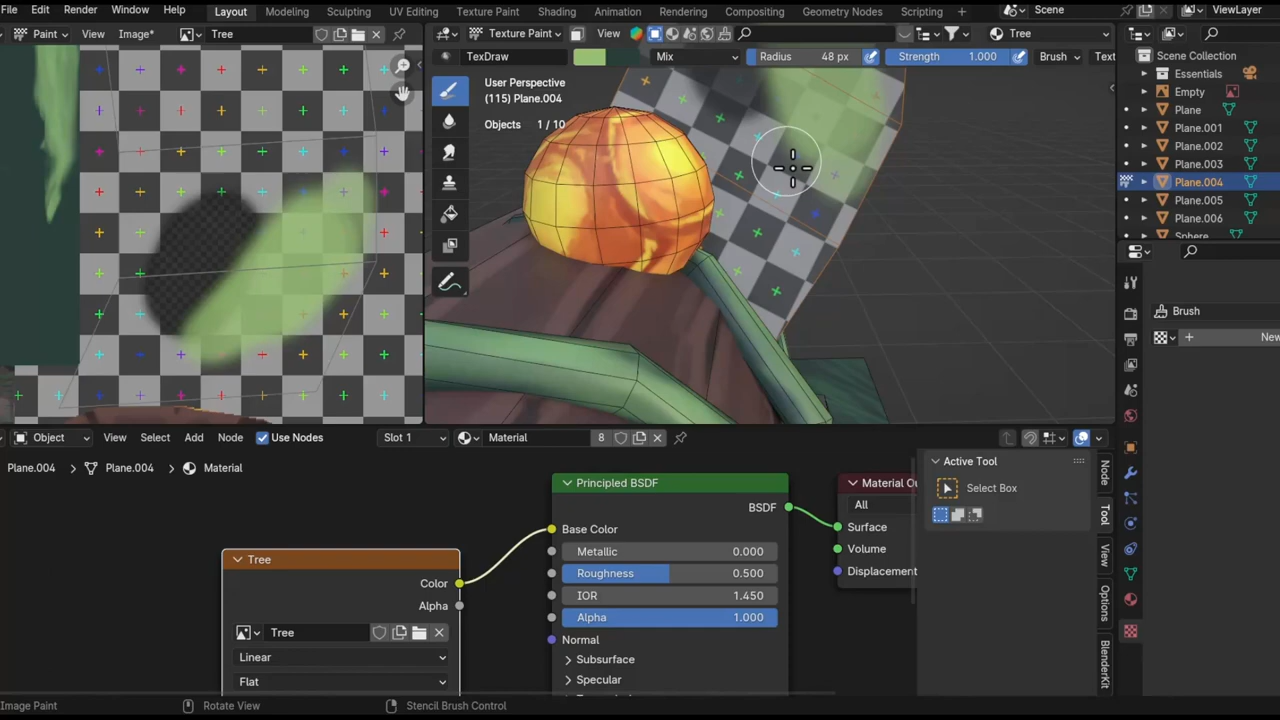 File Edit Render Window Help Layout Modeling Sculpting UV Editing Texture Paint Shading Animation Rendering Compositing Geometry Nodes Scripting + Scene ViewLayer
Paint View Image* Tree Texture Paint View Tree
TexDraw Mix Radius 48 px Strength 1.000 Brush Text
Scene Collection
Essentials
Empty
Plane
Plane.001
Plane.002
Plane.003
Plane.004
Plane.005
Plane.006
Sphere
User Perspective
(115) Plane.004
Objects 1 / 10
Brush
New
Object View Select Add Node Use Nodes Slot 1 Material 8
Plane.004 > Plane.004 > Material
Tree
Color
Alpha
Tree
Linear
Flat
Principled BSDF
BSDF
Base Color
Metallic 0.000
Roughness 0.500
IOR 1.450
Alpha 1.000
Normal
Subsurface
Specular
Material Ou
All
Surface
Volume
Displacement
Active Tool
Select Box
Node
Tool
View
Options
BlenderKit
Image Paint Rotate View Stencil Brush Control